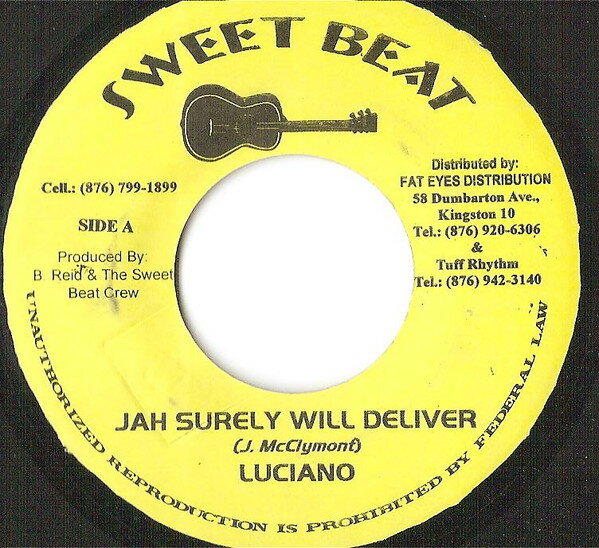 SWEET BEAT
Cell.: (876) 799-1899
SIDE A
Produced By:
B. Reid & The Sweet
Beat Crew
Distributed by:
FAT EYES DISTRIBUTION
58 Dumbarton Ave.,
Kingston 10
Tel.: (876) 920-6306
&
Tuff Rhythm
Tel.: (876) 942-3140
JAH SURELY WILL DELIVER
(J. McClymont)
LUCIANO
UNAUTHORIZED REPRODUCTION IS PROHIBITED BY FEDERAL LAW